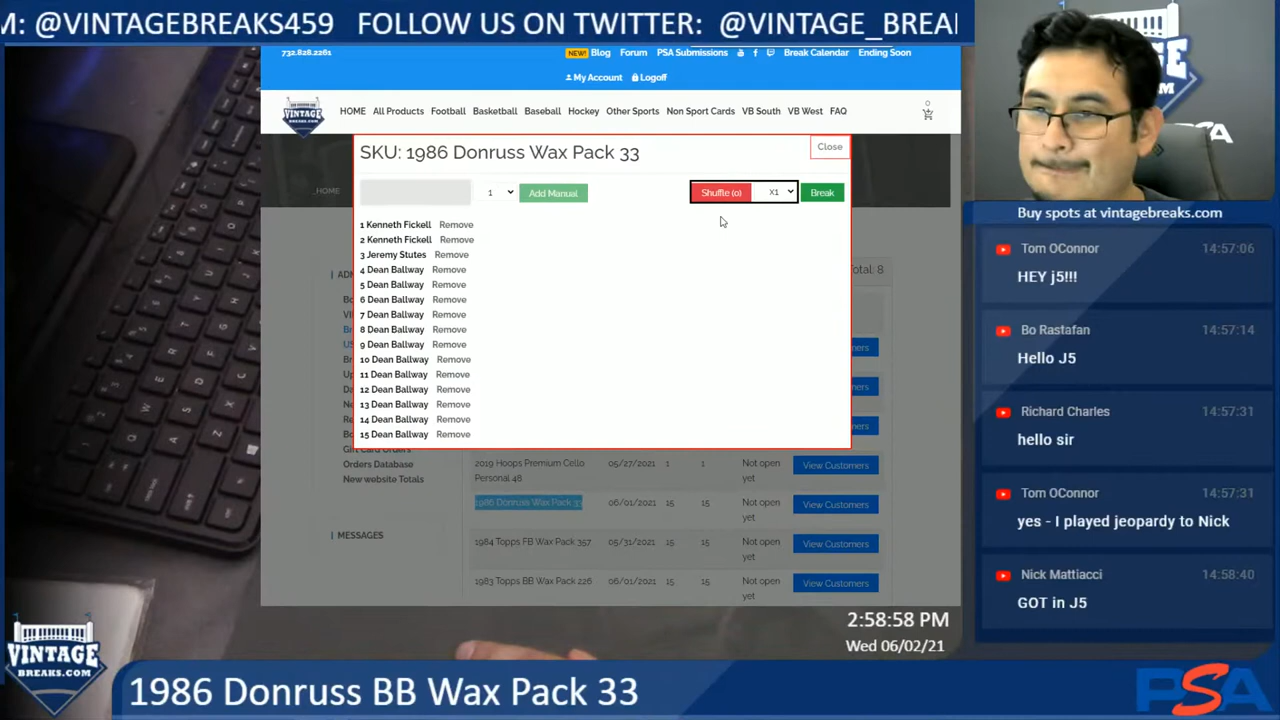 M: @VINTAGEBREAKS459 FOLLOW US ON TWITTER: @VINTAGE_BREA
732.828.2261
NEW! Blog Forum PSA Submissions Break Calendar Ending Soon
My Account Logoff
VINTAGE
BREAKS.COM
HOME All Products Football Basketball Baseball Hockey Other Sports Non Sport Cards VB South VB West FAQ
0
SKU: 1986 Donruss Wax Pack 33
Close
HOME
1
Add Manual
Shuffle (0)
X1
Break
1 Kenneth Fickell Remove
2 Kenneth Fickell Remove
3 Jeremy Stutes Remove
4 Dean Ballway Remove
5 Dean Ballway Remove
6 Dean Ballway Remove
7 Dean Ballway Remove
8 Dean Ballway Remove
9 Dean Ballway Remove
10 Dean Ballway Remove
11 Dean Ballway Remove
12 Dean Ballway Remove
13 Dean Ballway Remove
14 Dean Ballway Remove
15 Dean Ballway Remove
Total: 8
Gift Card Orders
Orders Database
New website Totals
MESSAGES
2019 Hoops Premium Cello
Personal 48
05/27/2021 1 1 Not open
yet
View Customers
1986 Donruss Wax Pack 33 06/01/2021 15 15 Not open
yet
View Customers
1984 Topps FB Wax Pack 357 05/31/2021 15 15 Not open
yet
View Customers
1983 Topps BB Wax Pack 226 06/01/2021 15 15 Not open
yet
View Customers
Buy spots at vintagebreaks.com
Tom OConnor 14:57:06
HEY j5!!!
Bo Rastafan 14:57:14
Hello J5
Richard Charles 14:57:31
hello sir
Tom OConnor 14:57:31
yes - I played jeopardy to Nick
Nick Mattiacci 14:58:40
GOT in J5
2:58:58 PM
Wed 06/02/21
VINTAGE
BREAKS.COM
1986 Donruss BB Wax Pack 33
PSA